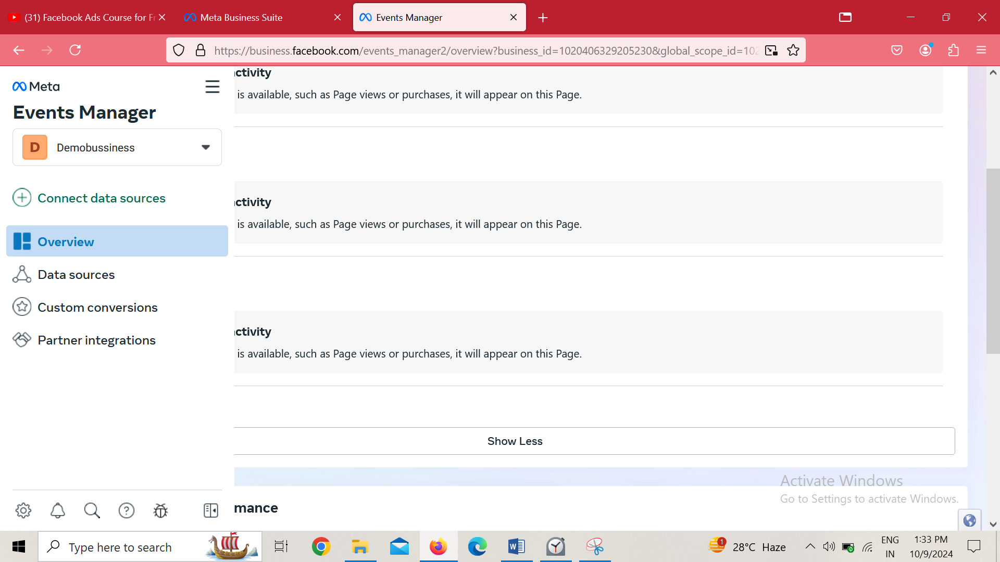 (31) Facebook Ads Course for Fr
Meta Business Suite
Events Manager
https://business.facebook.com/events_manager2/overview?business_id=1020406329205230&global_scope_id=102
Meta
Events Manager
D
Demobussiness
Connect data sources
Overview
Data sources
Custom conversions
Partner integrations
ctivity
is available, such as Page views or purchases, it will appear on this Page.
ctivity
is available, such as Page views or purchases, it will appear on this Page.
ctivity
is available, such as Page views or purchases, it will appear on this Page.
Show Less
mance
Activate Windows
Go to Settings to activate Windows.
Type here to search
1
28°C Haze
ENG
IN
1:33 PM
10/9/2024